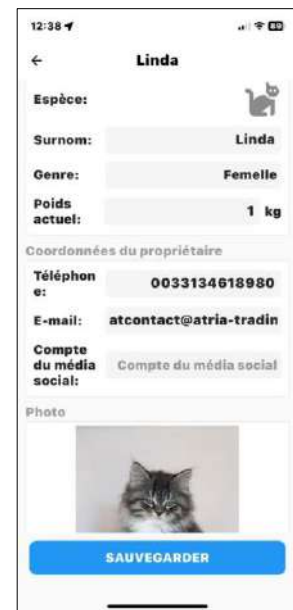 12:38
Linda
Espèce:
Surnom: Linda
Genre: Femelle
Poids
actuel: 1 kg
Coordonnées du propriétaire
Téléphon
e: 0033134618980
E-mail: atcontact@atria-tradin
Compte
du média
social: Compte du média social
Photo
SAUVEGARDER